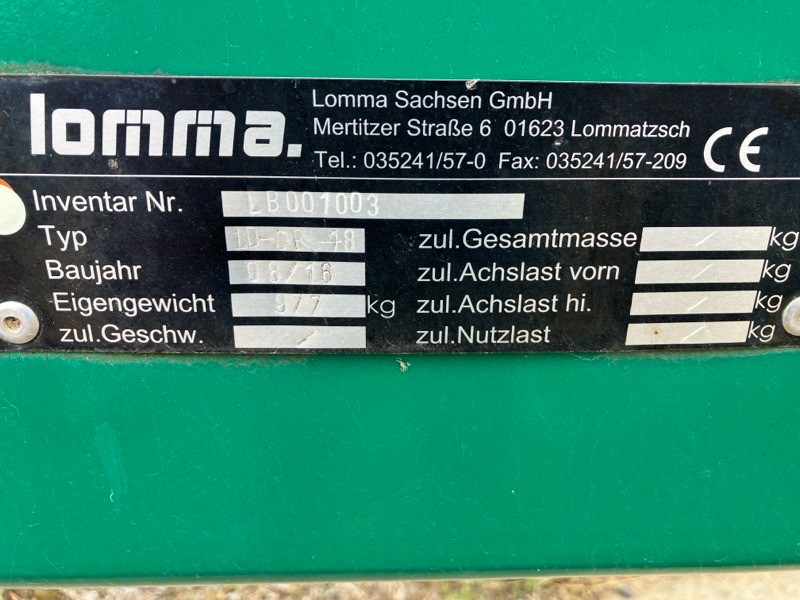 lomma.
Lomma Sachsen GmbH
Mertitzer Straße 6 01623 Lommatzsch
Tel.: 035241/57-0 Fax: 035241/57-209
CE
Inventar Nr. LB001003
Typ zul.Gesamtmasse / kg
Baujahr 08/16 zul.Achslast vorn / kg
Eigengewicht kg zul.Achslast hi. / kg
zul.Geschw. / zul.Nutzlast / kg